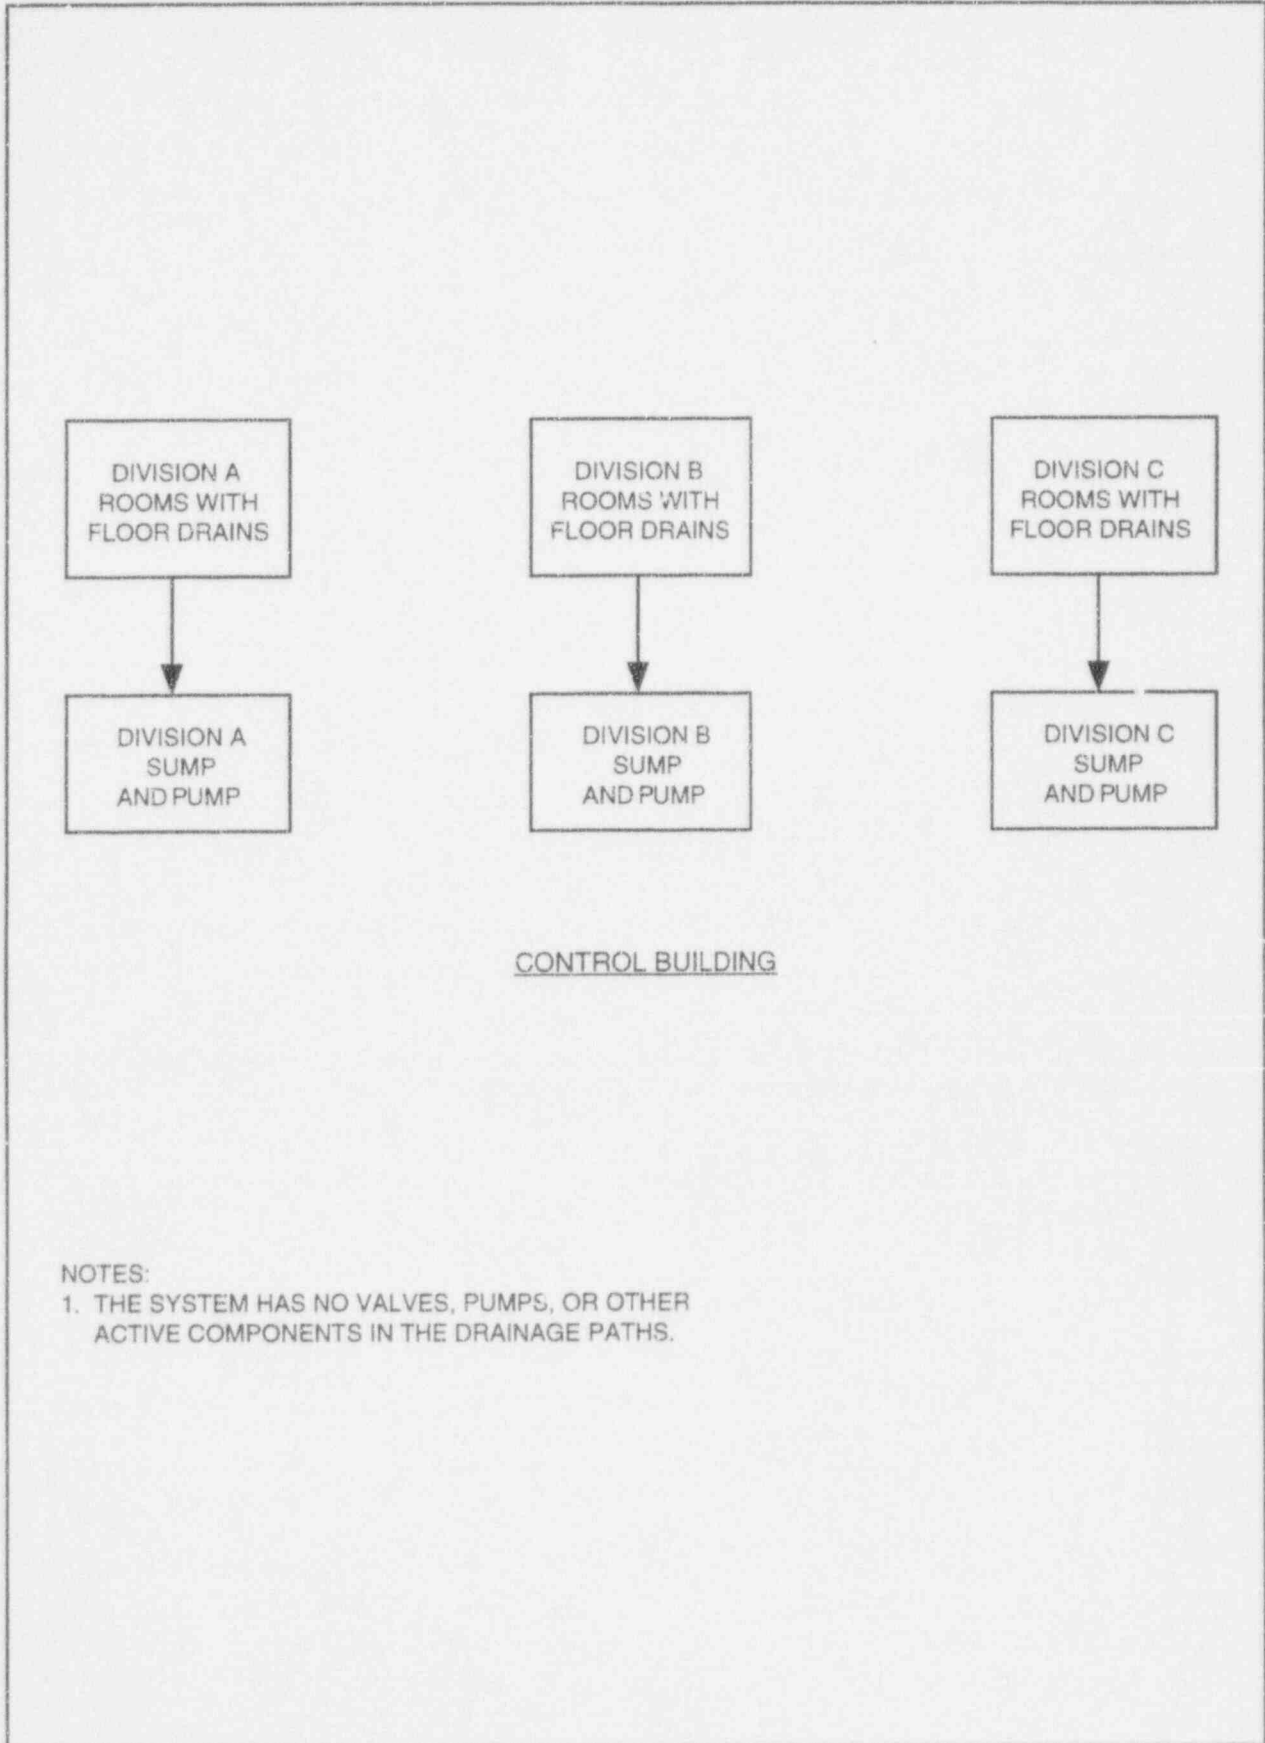 DIVISION A
ROOMS WITH
FLOOR DRAINS
DIVISION B
ROOMS WITH
FLOOR DRAINS
DIVISION C
ROOMS WITH
FLOOR DRAINS
DIVISION A
SUMP
AND PUMP
DIVISION B
SUMP
AND PUMP
DIVISION C
SUMP
AND PUMP
CONTROL BUILDING
NOTES:
1. THE SYSTEM HAS NO VALVES, PUMPS, OR OTHER
ACTIVE COMPONENTS IN THE DRAINAGE PATHS.